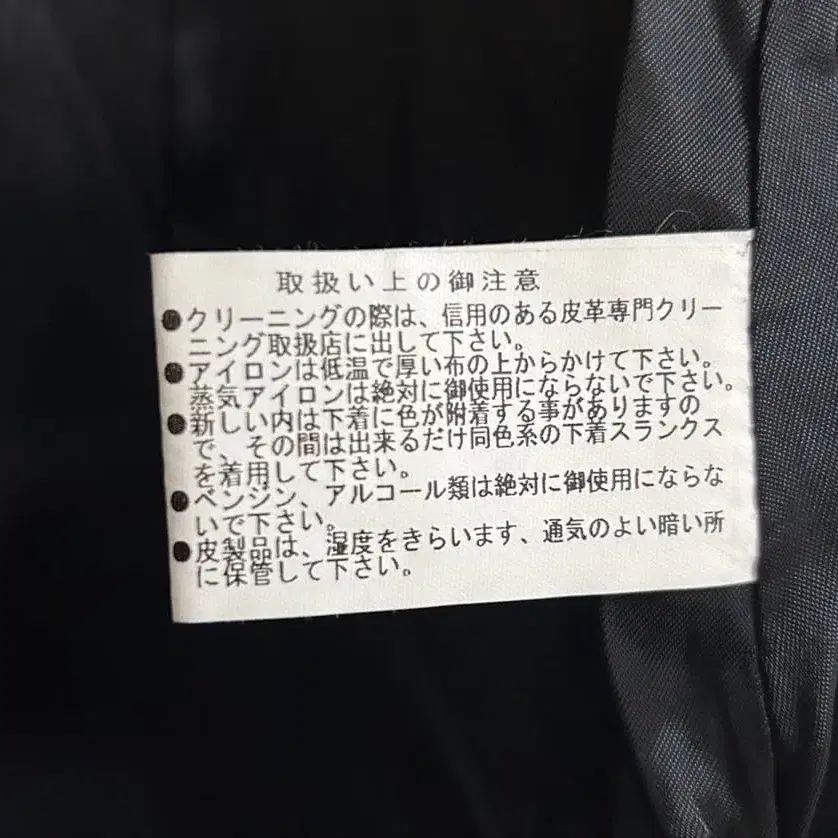 取扱い上の御注意
●クリーニングの際は、信用のある皮革専門クリー
ニング取扱店に出して下さい。
●アイロンは低温で厚い布の上からかけて下さい。
蒸気アイロンは絶対に御使用にならないで下さい。
●新しい内は下着に色が附着する事がありますの
で、その間は出来るだけ同色系の下着スランクス
を着用して下さい。
●ベンジン、アルコール類は絶対に御使用にならな
いで下さい。
●皮製品は、湿度をきらいます、通気のよい暗い所
に保管して下さい。